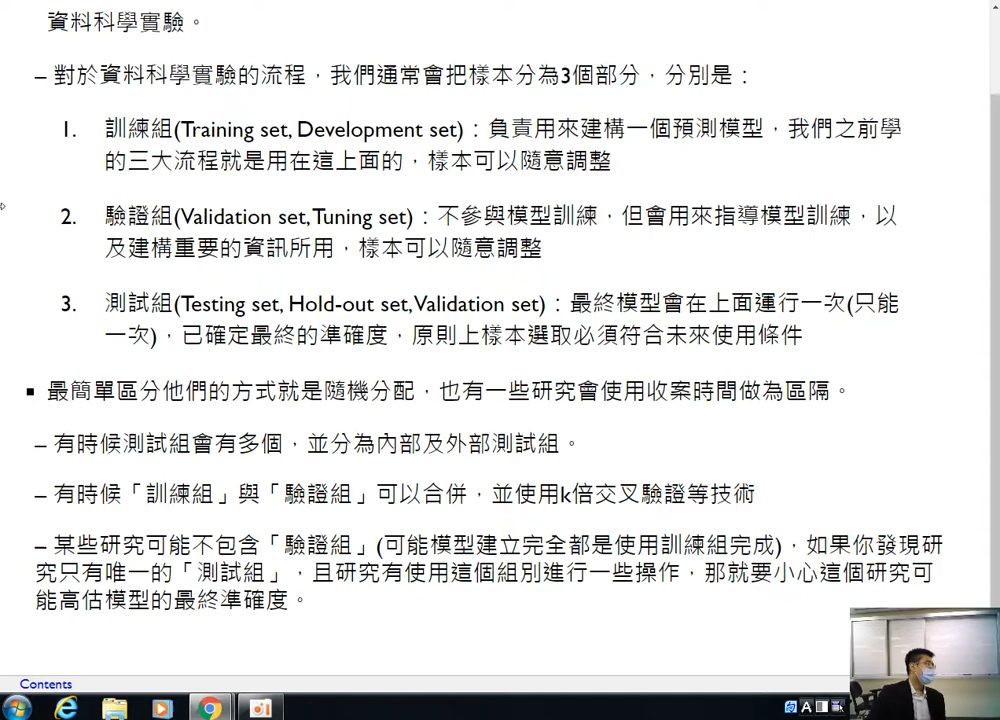 資料科學實驗。
– 對於資料科學實驗的流程，我們通常會把樣本分為3個部分，分別是：
1. 訓練組(Training set, Development set)：負責用來建構一個預測模型，我們之前學
的三大流程就是用在這上面的，樣本可以隨意調整
2. 驗證組(Validation set, Tuning set)：不參與模型訓練，但會用來指導模型訓練，以
及建構重要的資訊所用，樣本可以隨意調整
3. 測試組(Testing set, Hold-out set, Validation set)：最終模型會在上面運行一次(只能
一次)，已確定最終的準確度，原則上樣本選取必須符合未來使用條件
▪ 最簡單區分他們的方式就是隨機分配，也有一些研究會使用收案時間做為區隔。
– 有時候測試組會有多個，並分為內部及外部測試組。
– 有時候「訓練組」與「驗證組」可以合併，並使用k倍交叉驗證等技術
– 某些研究可能不包含「驗證組」(可能模型建立完全都是使用訓練組完成)，如果你發現研
究只有唯一的「測試組」，且研究有使用這個組別進行一些操作，那就要小心這個研究可
能高估模型的最終準確度。
Contents
A